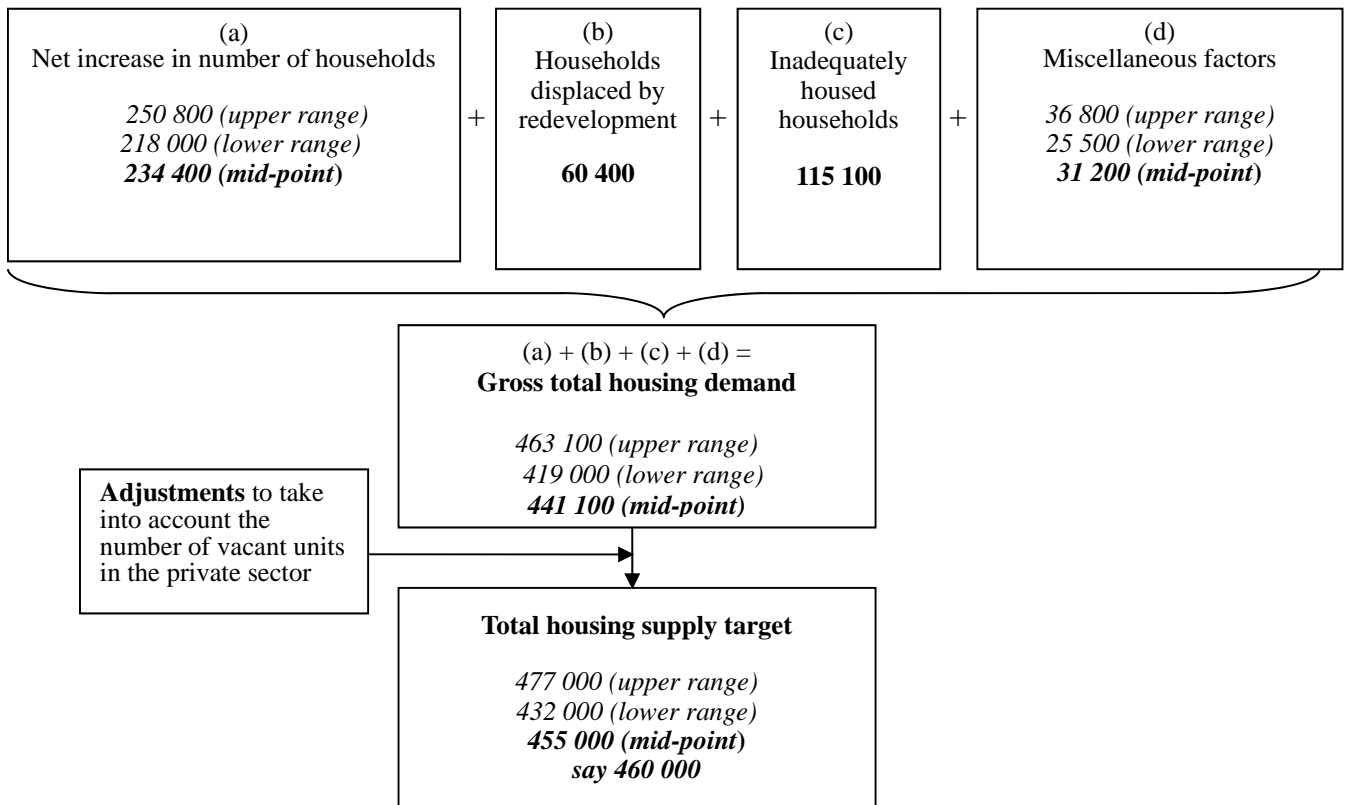 (a)
Net increase in number of households
250 800 (upper range)
218 000 (lower range)
234 400 (mid-point)
+
(b)
Households
displaced by
redevelopment
60 400
+
(c)
Inadequately
housed
households
115 100
+
(d)
Miscellaneous factors
36 800 (upper range)
25 500 (lower range)
31 200 (mid-point)
(a) + (b) + (c) + (d) =
Gross total housing demand
463 100 (upper range)
419 000 (lower range)
441 100 (mid-point)
Adjustments to take
into account the
number of vacant units
in the private sector
Total housing supply target
477 000 (upper range)
432 000 (lower range)
455 000 (mid-point)
say 460 000